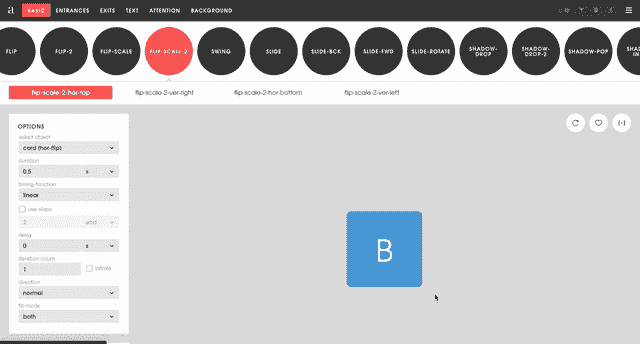 a BASIC ENTRANCES EXITS TEXT ATTENTION BACKGROUND
FLIP FLIP-2 FLIP-SCALE FLIP-SCALE-2 SWING SLIDE SLIDE-BCK SLIDE-FWD SLIDE-ROTATE SHADOW-DROP SHADOW-DROP-2 SHADOW-POP
flip-scale-2-hor-top flip-scale-2-ver-right flip-scale-2-hor-bottom flip-scale-2-ver-left
OPTIONS
select object
card (hor-flip)
duration
0.5 s
timing-function
linear
use steps
2 end
delay
0 s
iteration count
1 infinite
direction
normal
fill-mode
both
B